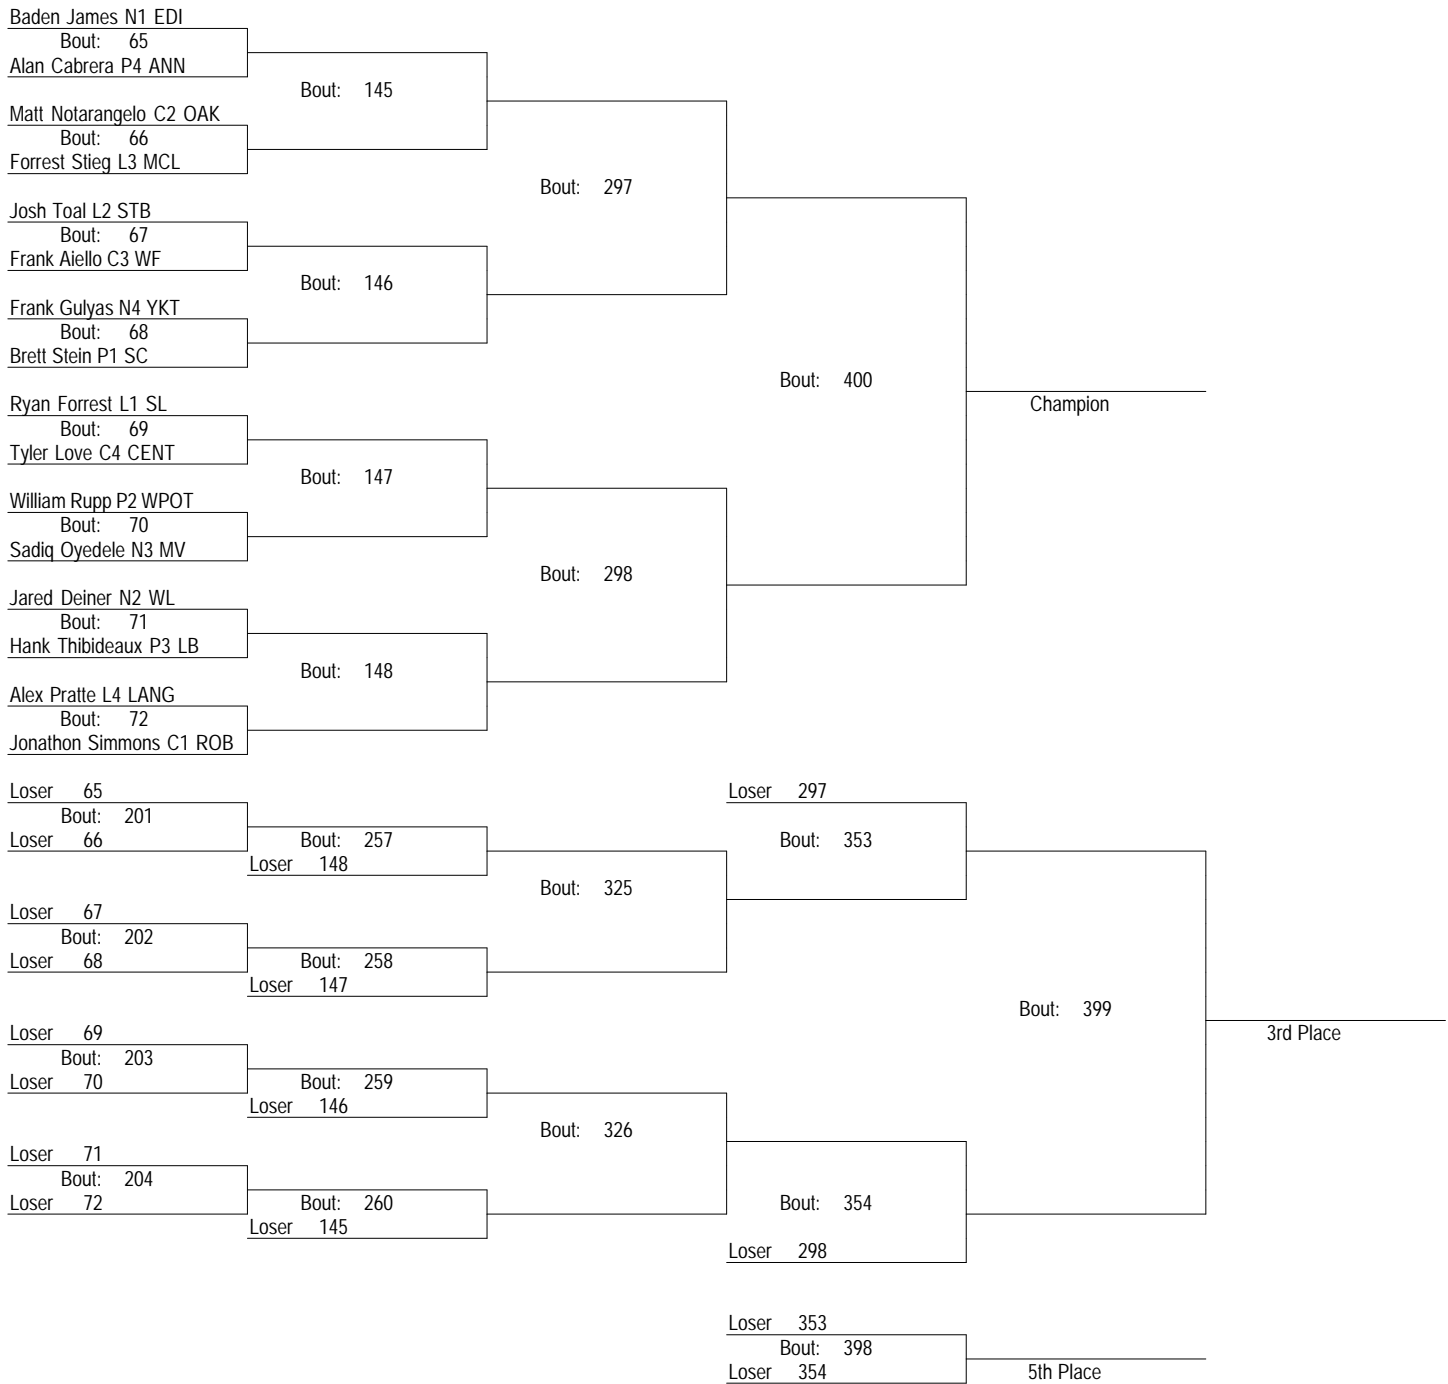 Baden James N1 EDI
Bout: 65
Alan Cabrera P4 ANN
Bout: 145
Matt Notarangelo C2 OAK
Bout: 66
Forrest Stieg L3 MCL
Bout: 297
Josh Toal L2 STB
Bout: 67
Frank Aiello C3 WF
Bout: 146
Frank Gulyas N4 YKT
Bout: 68
Brett Stein P1 SC
Bout: 400
Champion
Ryan Forrest L1 SL
Bout: 69
Tyler Love C4 CENT
Bout: 147
William Rupp P2 WPOT
Bout: 70
Sadiq Oyedele N3 MV
Bout: 298
Jared Deiner N2 WL
Bout: 71
Hank Thibideaux P3 LB
Bout: 148
Alex Pratte L4 LANG
Bout: 72
Jonathon Simmons C1 ROB
Loser 65
Bout: 201
Loser 66
Bout: 257
Loser 148
Loser 297
Bout: 353
Bout: 325
Loser 67
Bout: 202
Loser 68
Bout: 258
Loser 147
Bout: 399
3rd Place
Loser 69
Bout: 203
Loser 70
Bout: 259
Loser 146
Bout: 326
Loser 71
Bout: 204
Loser 72
Bout: 260
Loser 145
Bout: 354
Loser 298
Loser 353
Bout: 398
Loser 354
5th Place